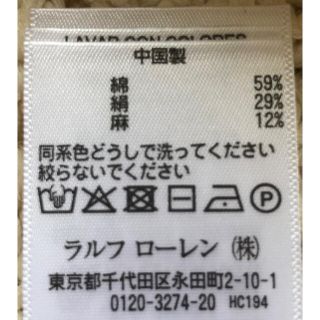 LAVAR CON COLORES
中国製
綿 59%
絹 29%
麻 12%
同系色どうしで洗ってください
絞らないでください
ラルフ ローレン (株)
東京都千代田区永田町2-10-1
0120-3274-20 HC194